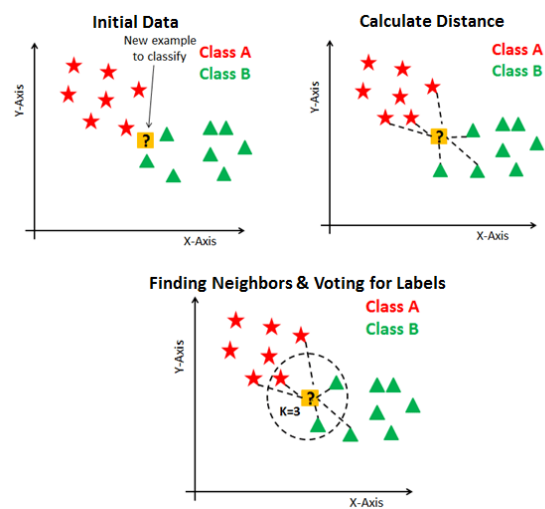 Initial Data
New example
to classify
Class A
Class B
Y-Axis
?
X-Axis
Calculate Distance
Class A
Class B
Y-Axis
?
X-Axis
Finding Neighbors & Voting for Labels
Class A
Class B
Y-Axis
?
K=3
X-Axis